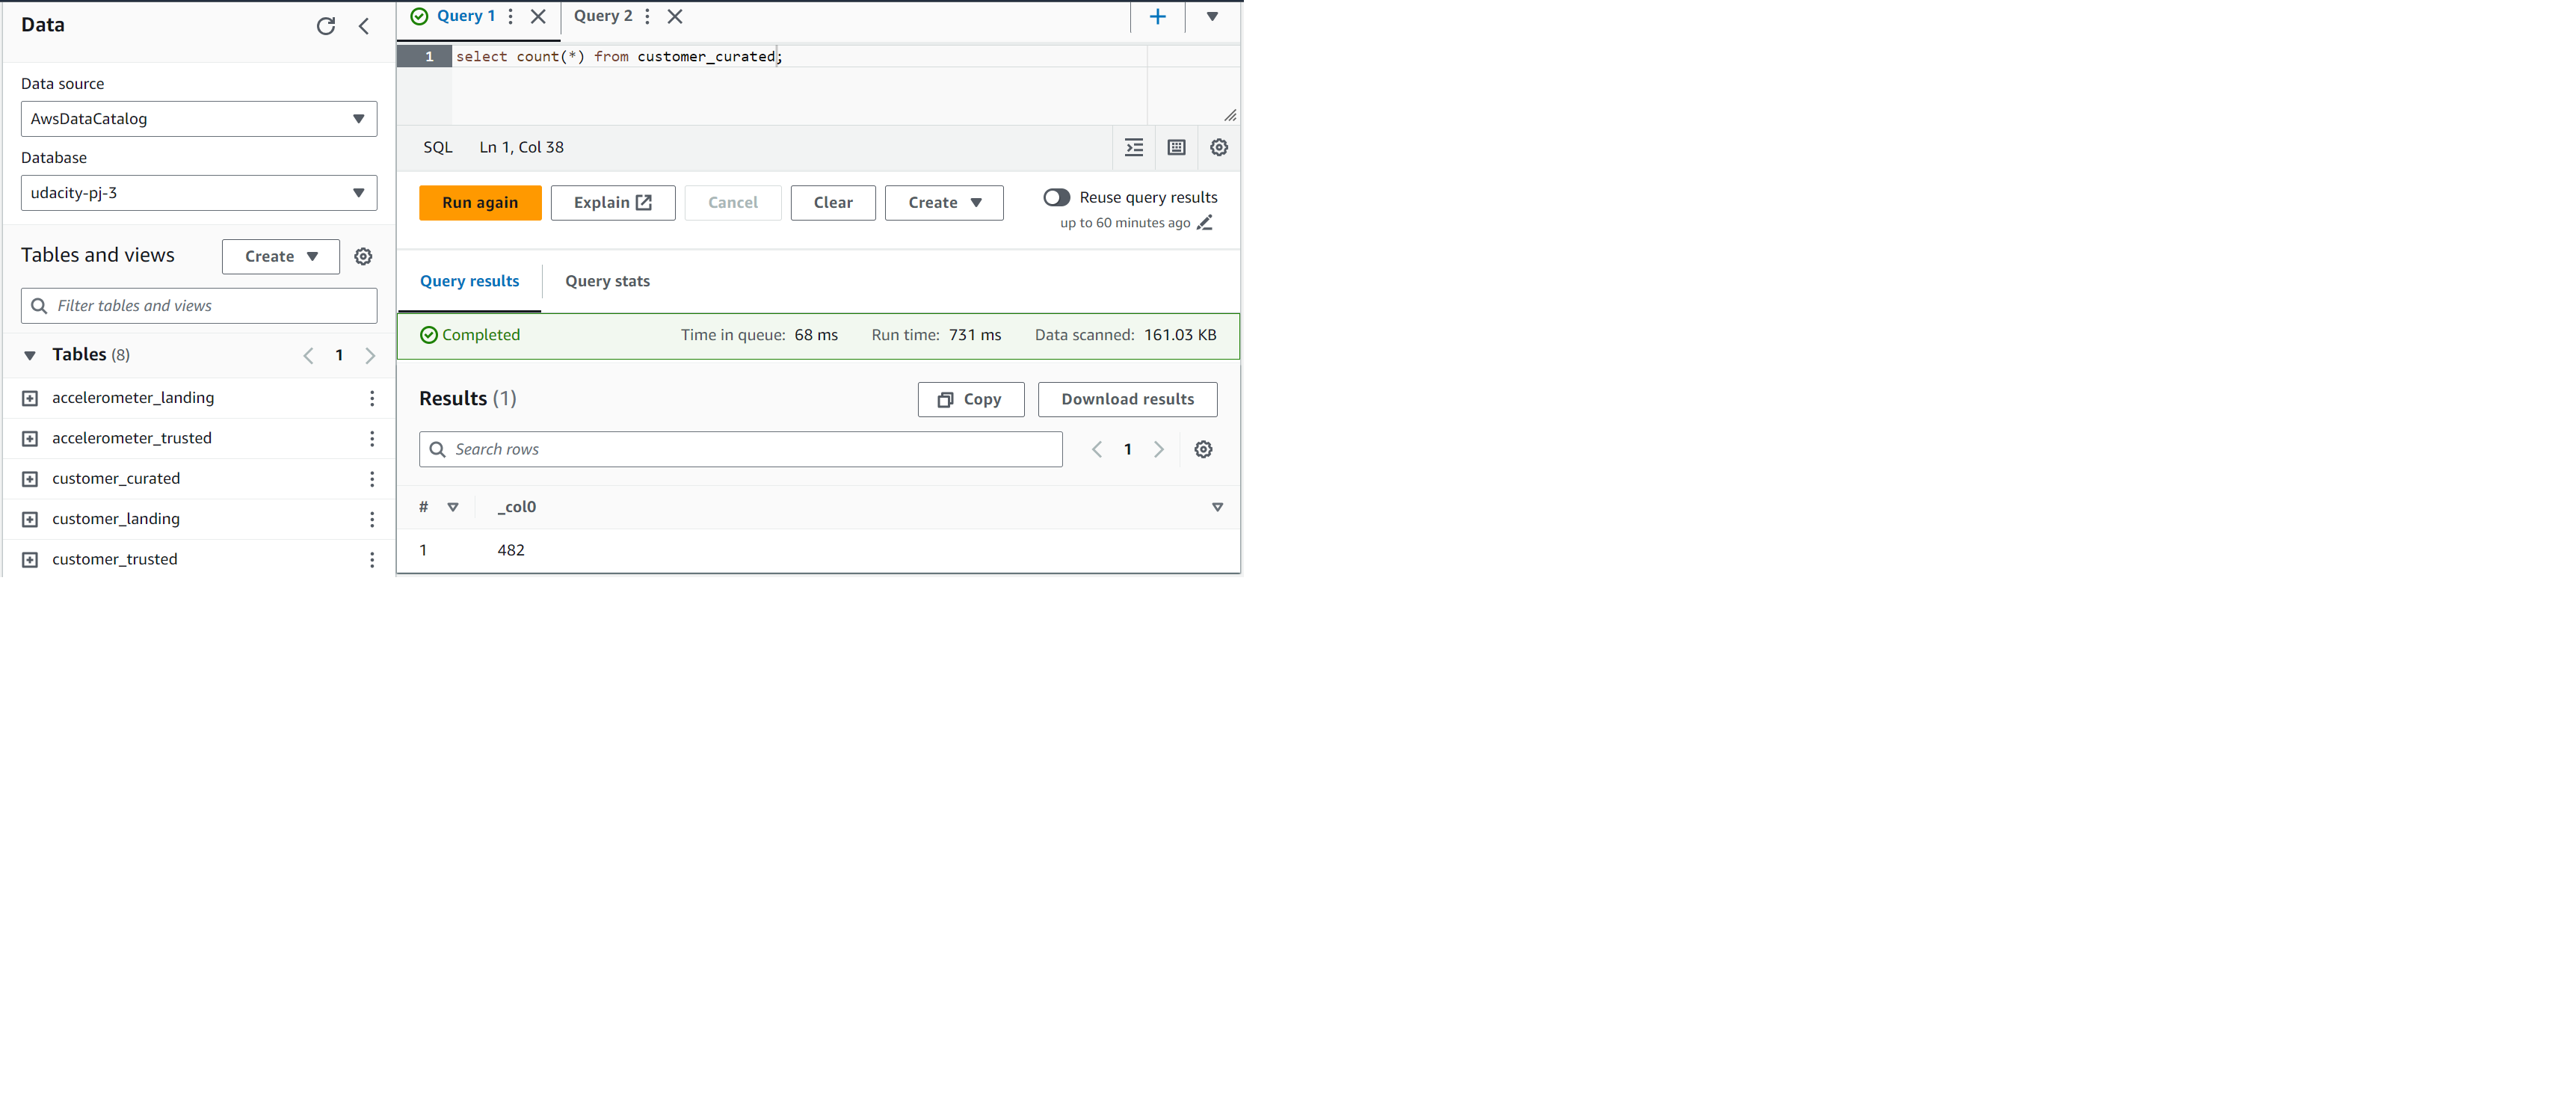 Data
Data source
AwsDataCatalog
Database
udacity-pj-3
Tables and views
Create
Filter tables and views
Tables (8)
1
accelerometer_landing
accelerometer_trusted
customer_curated
customer_landing
customer_trusted
Query 1
Query 2
1 select count(*) from customer_curated;
SQL Ln 1, Col 38
Run again Explain Cancel Clear Create
Reuse query results
up to 60 minutes ago
Query results Query stats
Completed Time in queue: 68 ms Run time: 731 ms Data scanned: 161.03 KB
Results (1) Copy Download results
Search rows 1
# _col0
1 482